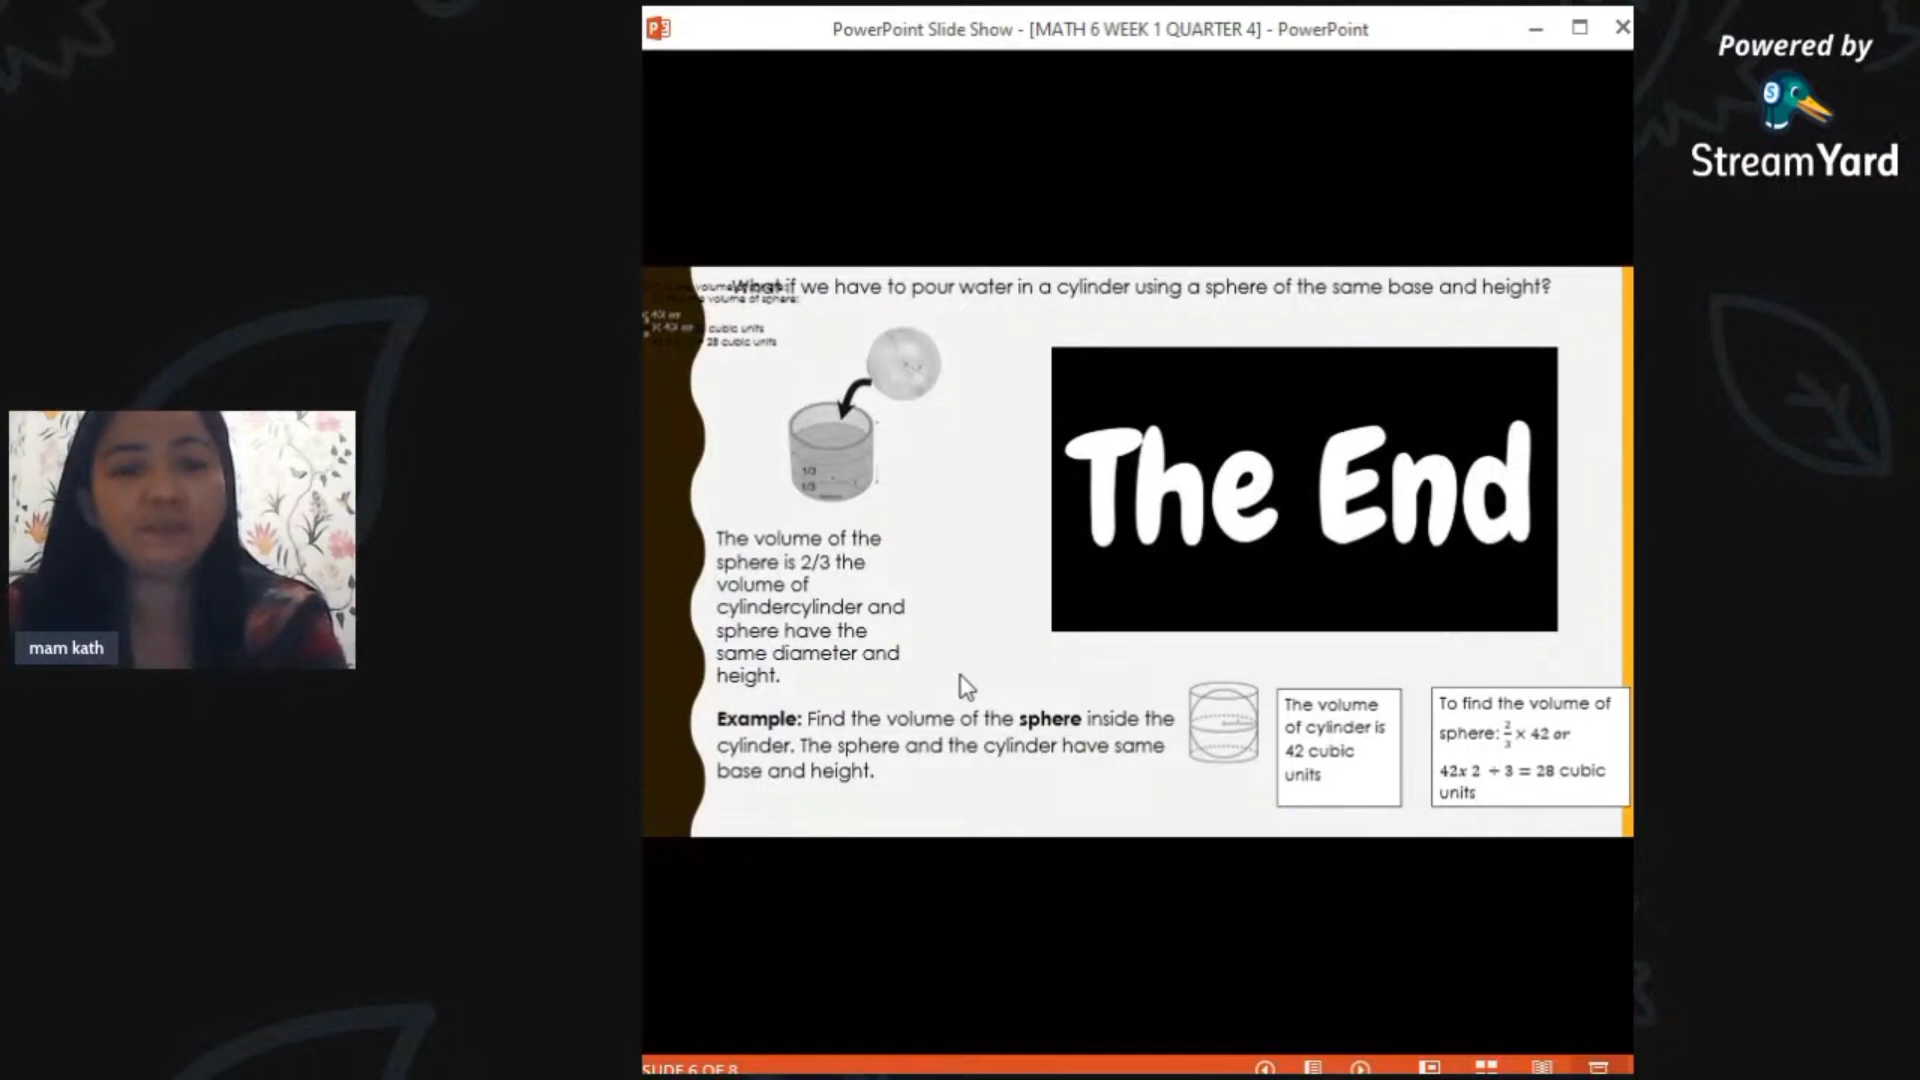 PowerPoint Slide Show - [MATH 6 WEEK 1 QUARTER 4] - PowerPoint
Powered by
StreamYard
What if we have to pour water in a cylinder using a sphere of the same base and height?
volume of sphere:
cubic units
28 cubic units
1/3
1/3
The End
The volume of the
sphere is 2/3 the
volume of
cylindercylinder and
sphere have the
same diameter and
height.
mam kath
Example: Find the volume of the sphere inside the
cylinder. The sphere and the cylinder have same
base and height.
The volume
of cylinder is
42 cubic
units
To find the volume of
sphere: 2/3 × 42 or
42x 2 ÷ 3 = 28 cubic
units
SLIDE 6 OF 8